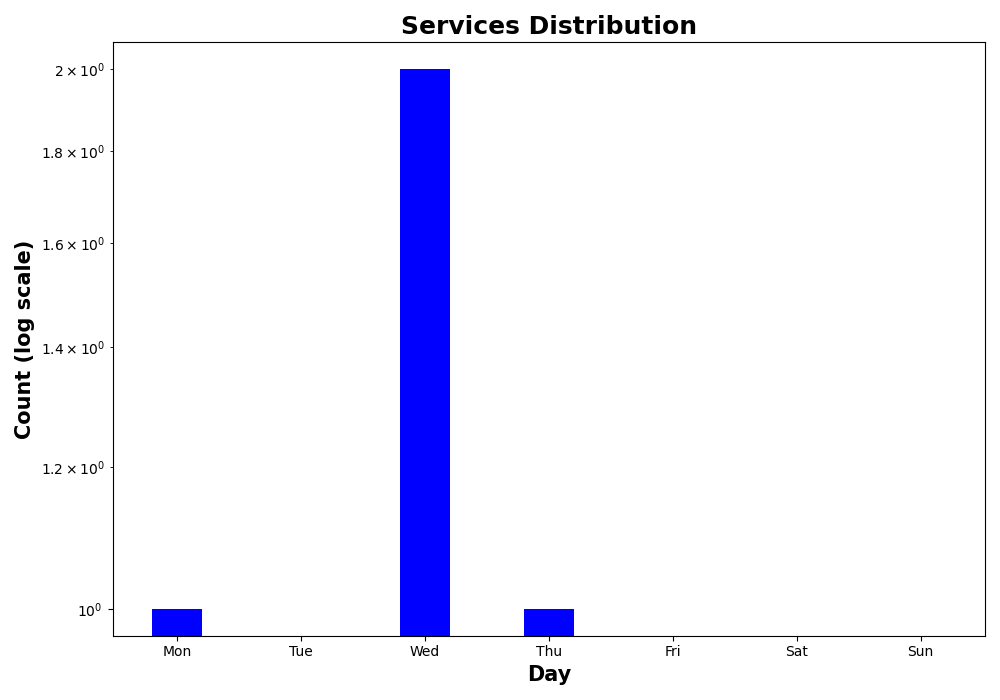 Services Distribution
Count (log scale)
2 × 10⁰
1.8 × 10⁰
1.6 × 10⁰
1.4 × 10⁰
1.2 × 10⁰
10⁰
Mon Tue Wed Thu Fri Sat Sun
Day